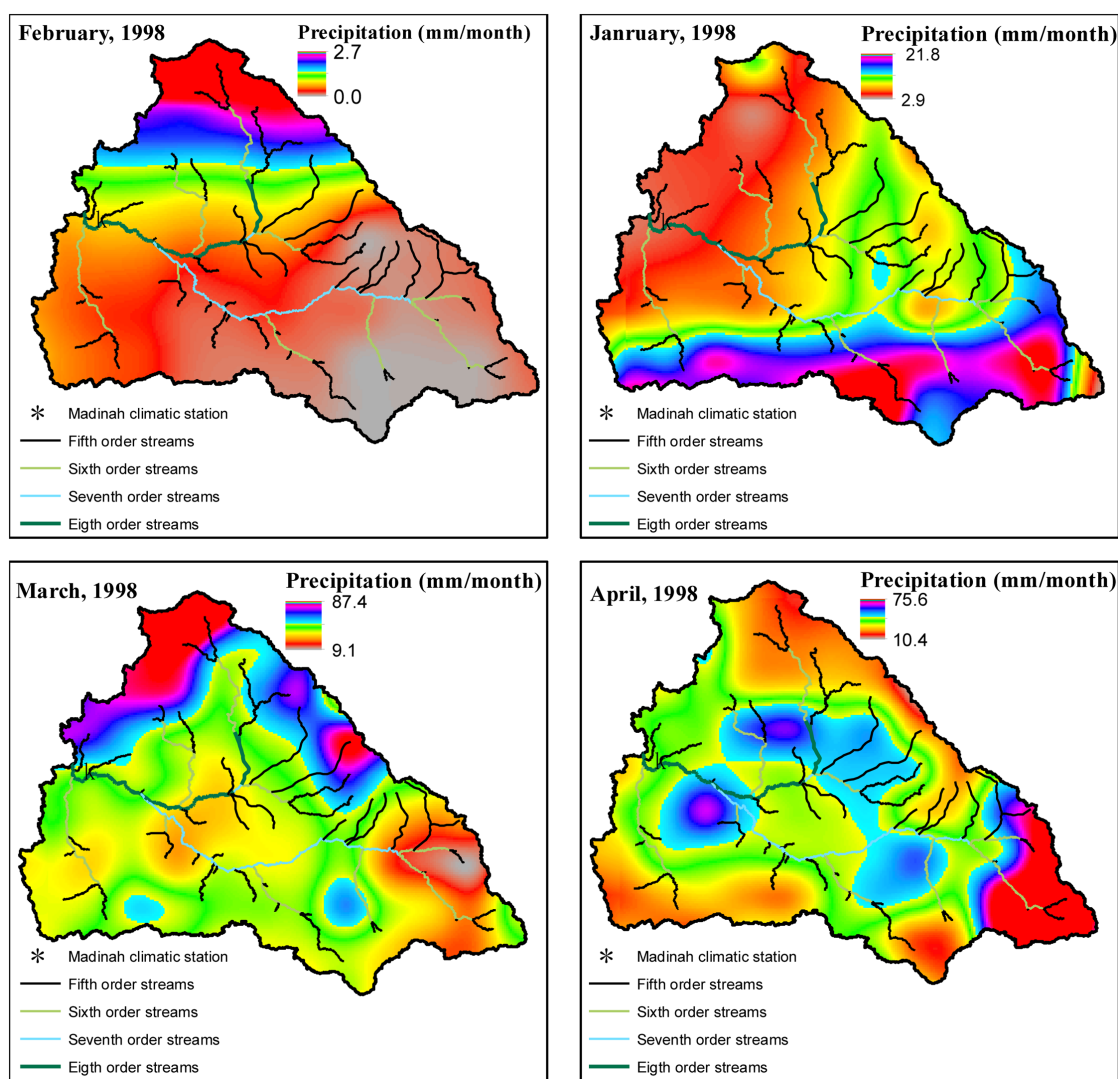 February, 1998
Precipitation (mm/month)
2.7
0.0
* Madinah climatic station
Fifth order streams
Sixth order streams
Seventh order streams
Eigth order streams
Janruary, 1998
Precipitation (mm/month)
21.8
2.9
* Madinah climatic station
Fifth order streams
Sixth order streams
Seventh order streams
Eigth order streams
March, 1998
Precipitation (mm/month)
87.4
9.1
* Madinah climatic station
Fifth order streams
Sixth order streams
Seventh order streams
Eigth order streams
April, 1998
Precipitation (mm/month)
75.6
10.4
* Madinah climatic station
Fifth order streams
Sixth order streams
Seventh order streams
Eigth order streams